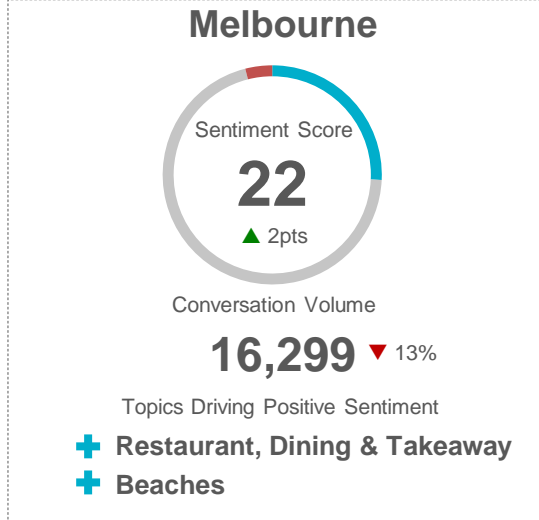 Melbourne
Sentiment Score
22
▲ 2pts
Conversation Volume
16,299 ▼ 13%
Topics Driving Positive Sentiment
Restaurant, Dining & Takeaway
Beaches